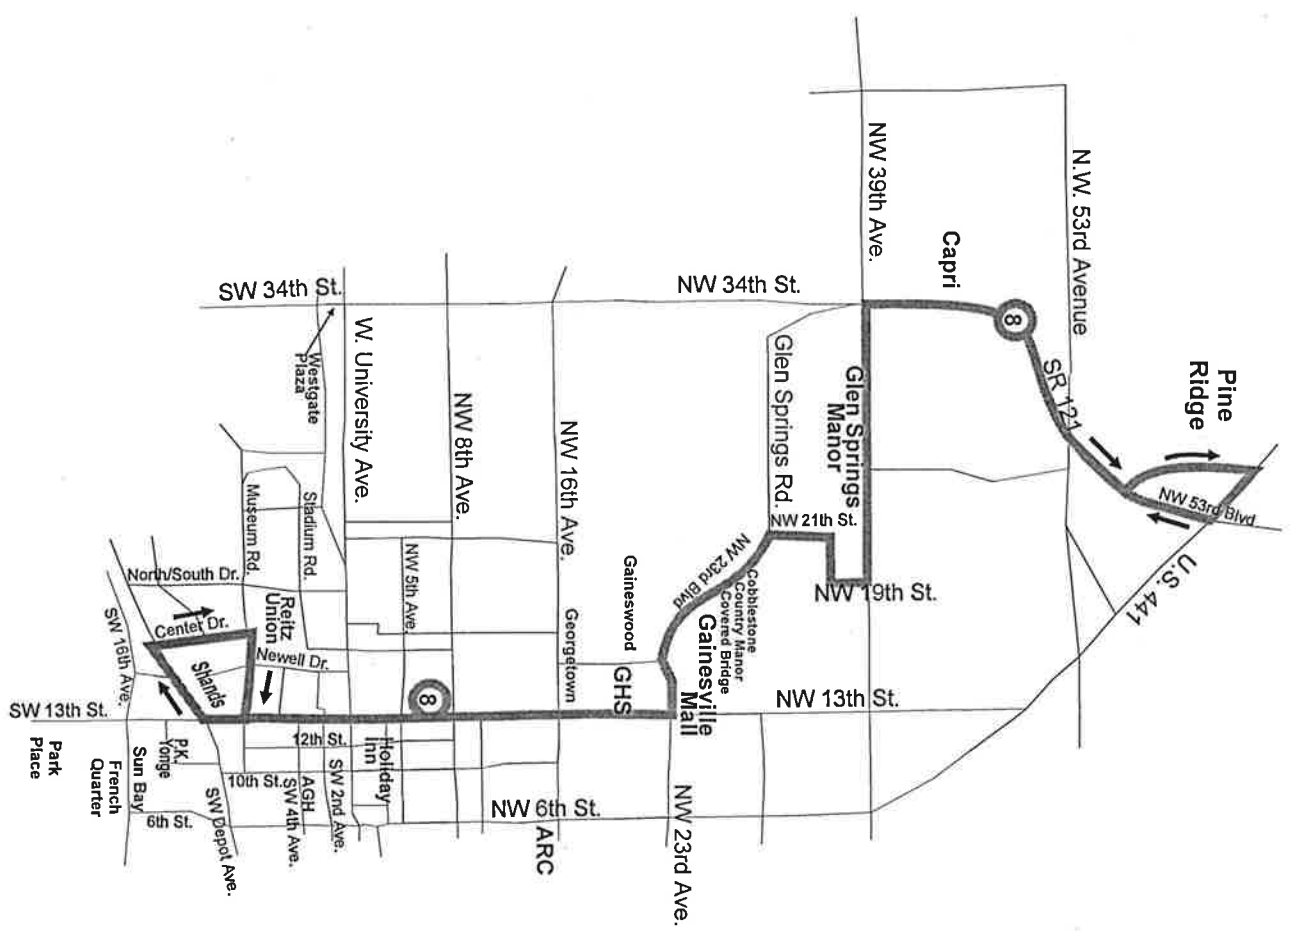 N.W. 53rd Avenue
NW 39th Ave.
Capri
Pine
Ridge
SW 34th St.
NW 34th St.
8
SR 121
NW 53rd Blvd
U.S. 441
Westgate
Plaza
W. University Ave.
NW 8th Ave.
NW 16th Ave.
Glen Springs Rd.
Glen Springs
Manor
NW 21th St.
NW 19th St.
NW 23rd Blvd
Cobblestone
Country Manor
Covered Bridge
Gainesville
Mall
Museum Rd.
Stadium Rd.
NW 5th Ave.
North/South Dr.
Center Dr.
Reitz
Union
Newell Dr.
Shands
SW 16th Ave.
Gaineswood
Georgetown
GHS
8
SW 13th St.
NW 13th St.
12th St.
Holiday
Inn
P.K.
Yonge
10th St.
AGH
SW 4th Ave.
SW 2nd Ave.
Park
Place
French
Quarter
Sun Bay
6th St.
SW Depot Ave.
NW 6th St.
ARC
NW 23rd Ave.